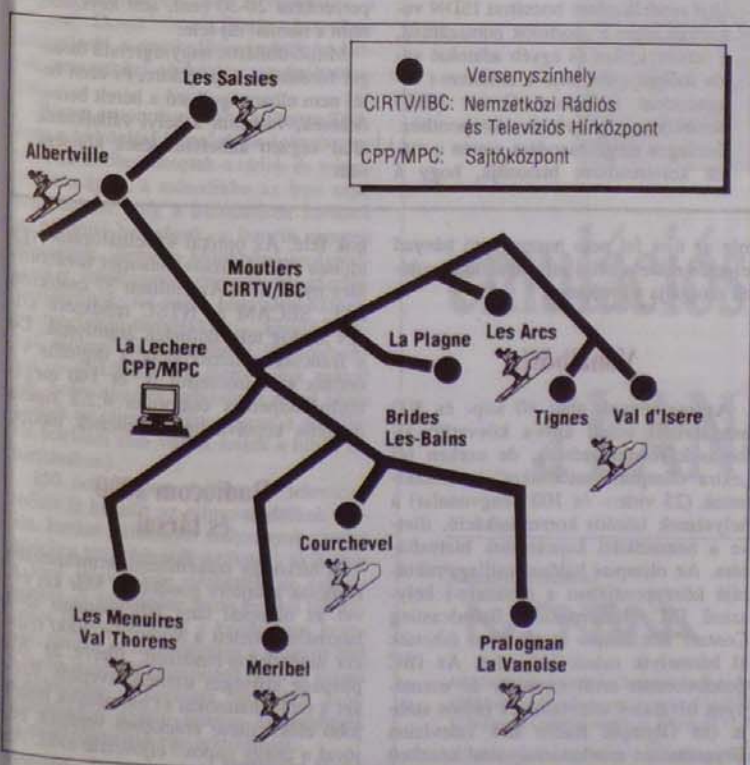 Les Salsies
Albertville
Versenyszínhely
CIRTV/IBC: Nemzetközi Rádiós
és Televíziós Hírközpont
CPP/MPC: Sajtóközpont
Moutiers
CIRTV/IBC
La Lechere
CPP/MPC
La Plagne
Les Arcs
Brides
Les-Bains
Tignes
Val d'Isere
Courchevel
Les Menuires
Val Thorens
Meribel
Pralognan
La Vanoise